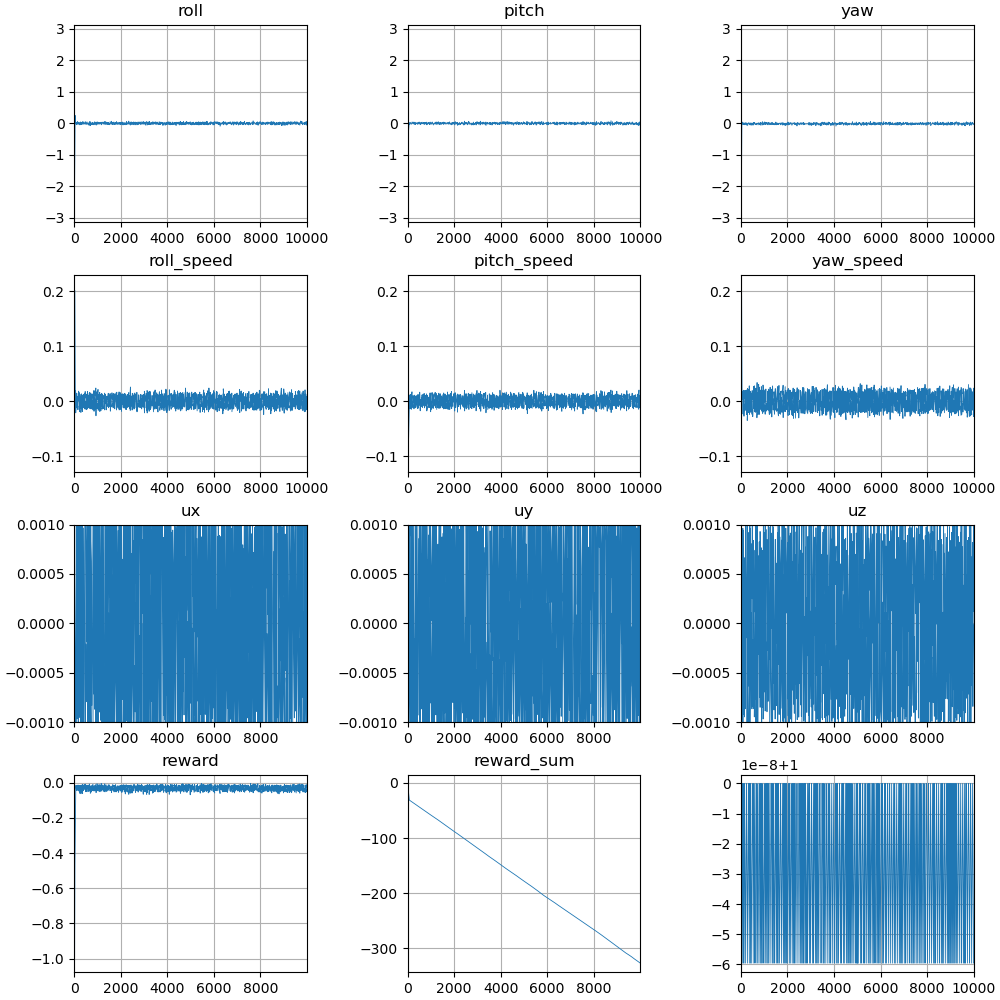 roll pitch yaw
3 3 3
2 2 2
1 1 1
0 0 0
−1 −1 −1
−2 −2 −2
−3 −3 −3
0 2000 4000 6000 8000 10000 0 2000 4000 6000 8000 10000 0 2000 4000 6000 8000 10000
roll_speed pitch_speed yaw_speed
0.2 0.2 0.2
0.1 0.1 0.1
0.0 0.0 0.0
−0.1 −0.1 −0.1
0 2000 4000 6000 8000 10000 0 2000 4000 6000 8000 10000 0 2000 4000 6000 8000 10000
ux uy uz
0.0010 0.0010 0.0010
0.0005 0.0005 0.0005
0.0000 0.0000 0.0000
−0.0005 −0.0005 −0.0005
−0.0010 −0.0010 −0.0010
0 2000 4000 6000 8000 0 2000 4000 6000 8000 0 2000 4000 6000 8000
reward reward_sum 1e−8+1
0.0 0 0
−0.2 −100 −1
−0.4 −200 −2
−0.6 −300 −3
−0.8 −4
−1.0 −5
−6
0 2000 4000 6000 8000 0 2000 4000 6000 8000 0 2000 4000 6000 8000 10000